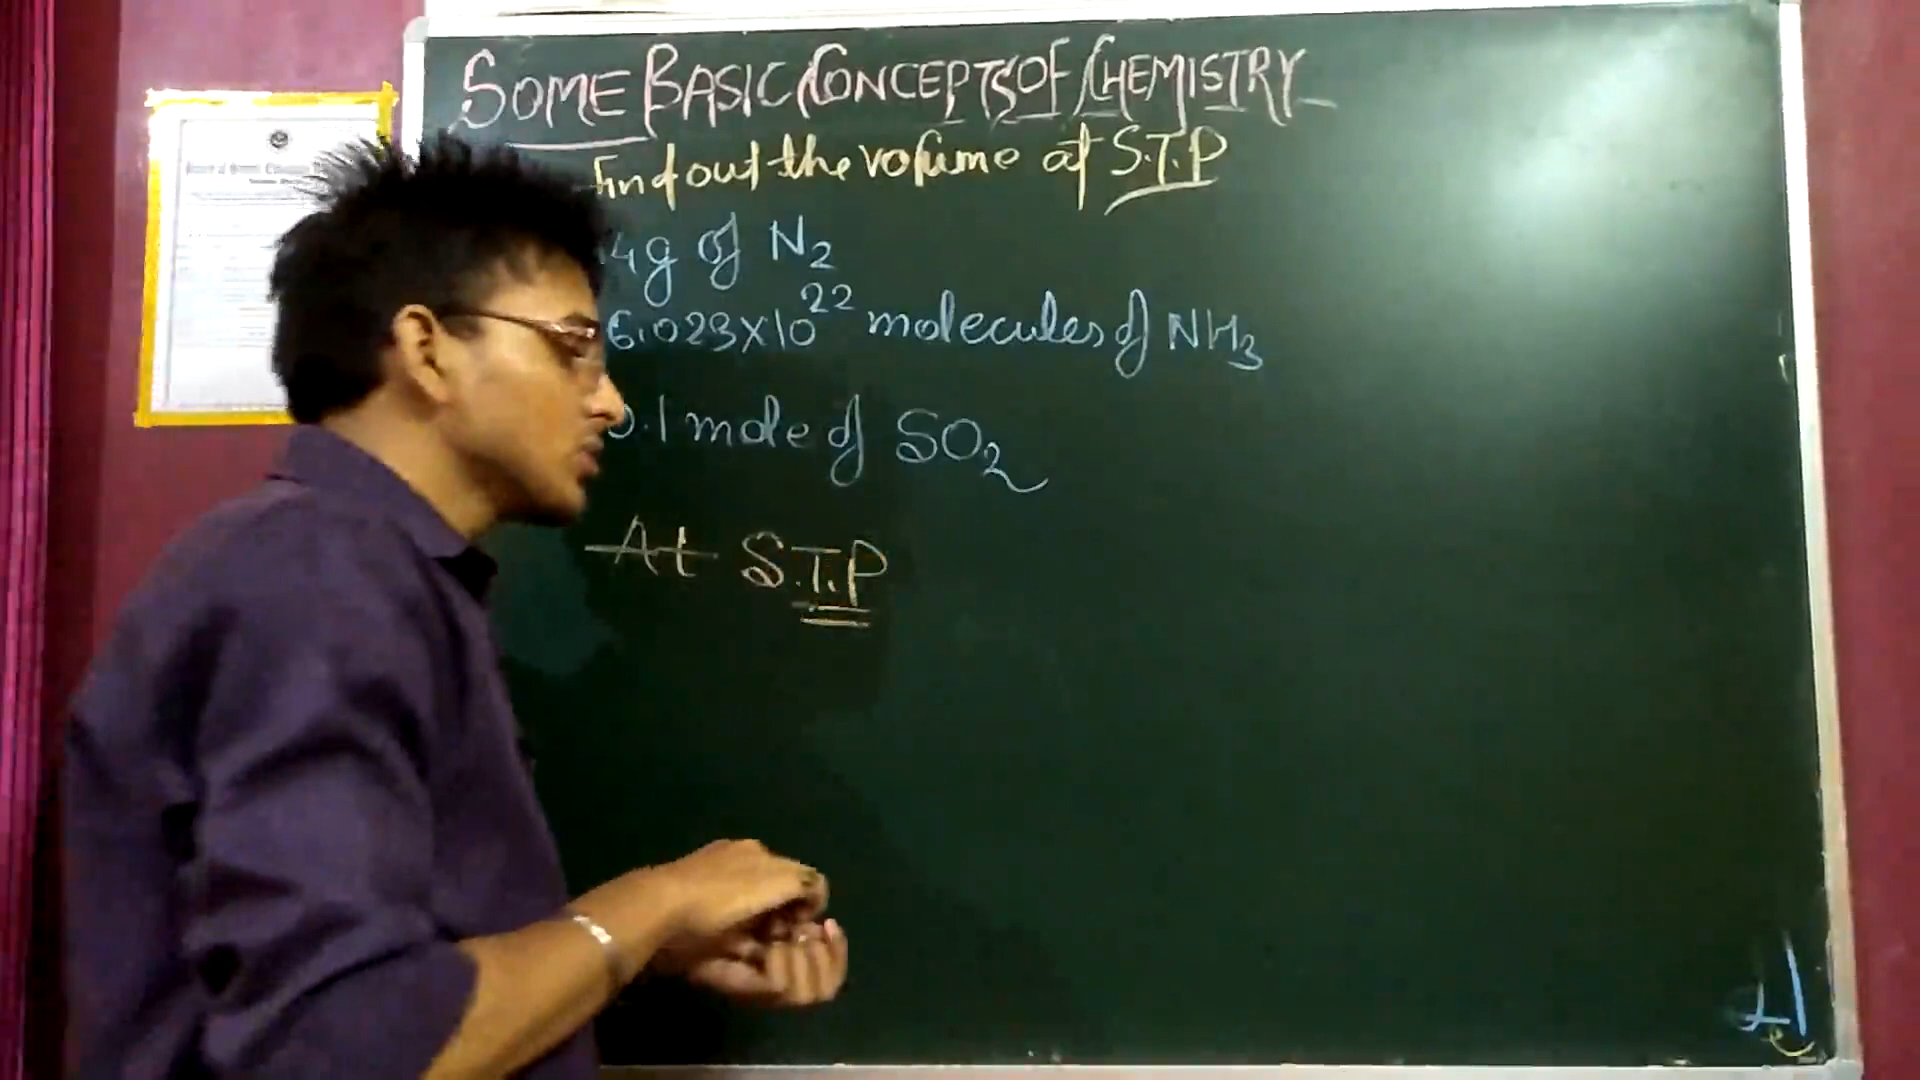 SOME BASIC CONCEPTS OF CHEMISTRY
Find out the volume at S.T.P
4g of N2
6.023X10^22 molecules of NH3
0.1 mole of SO2
At S.T.P